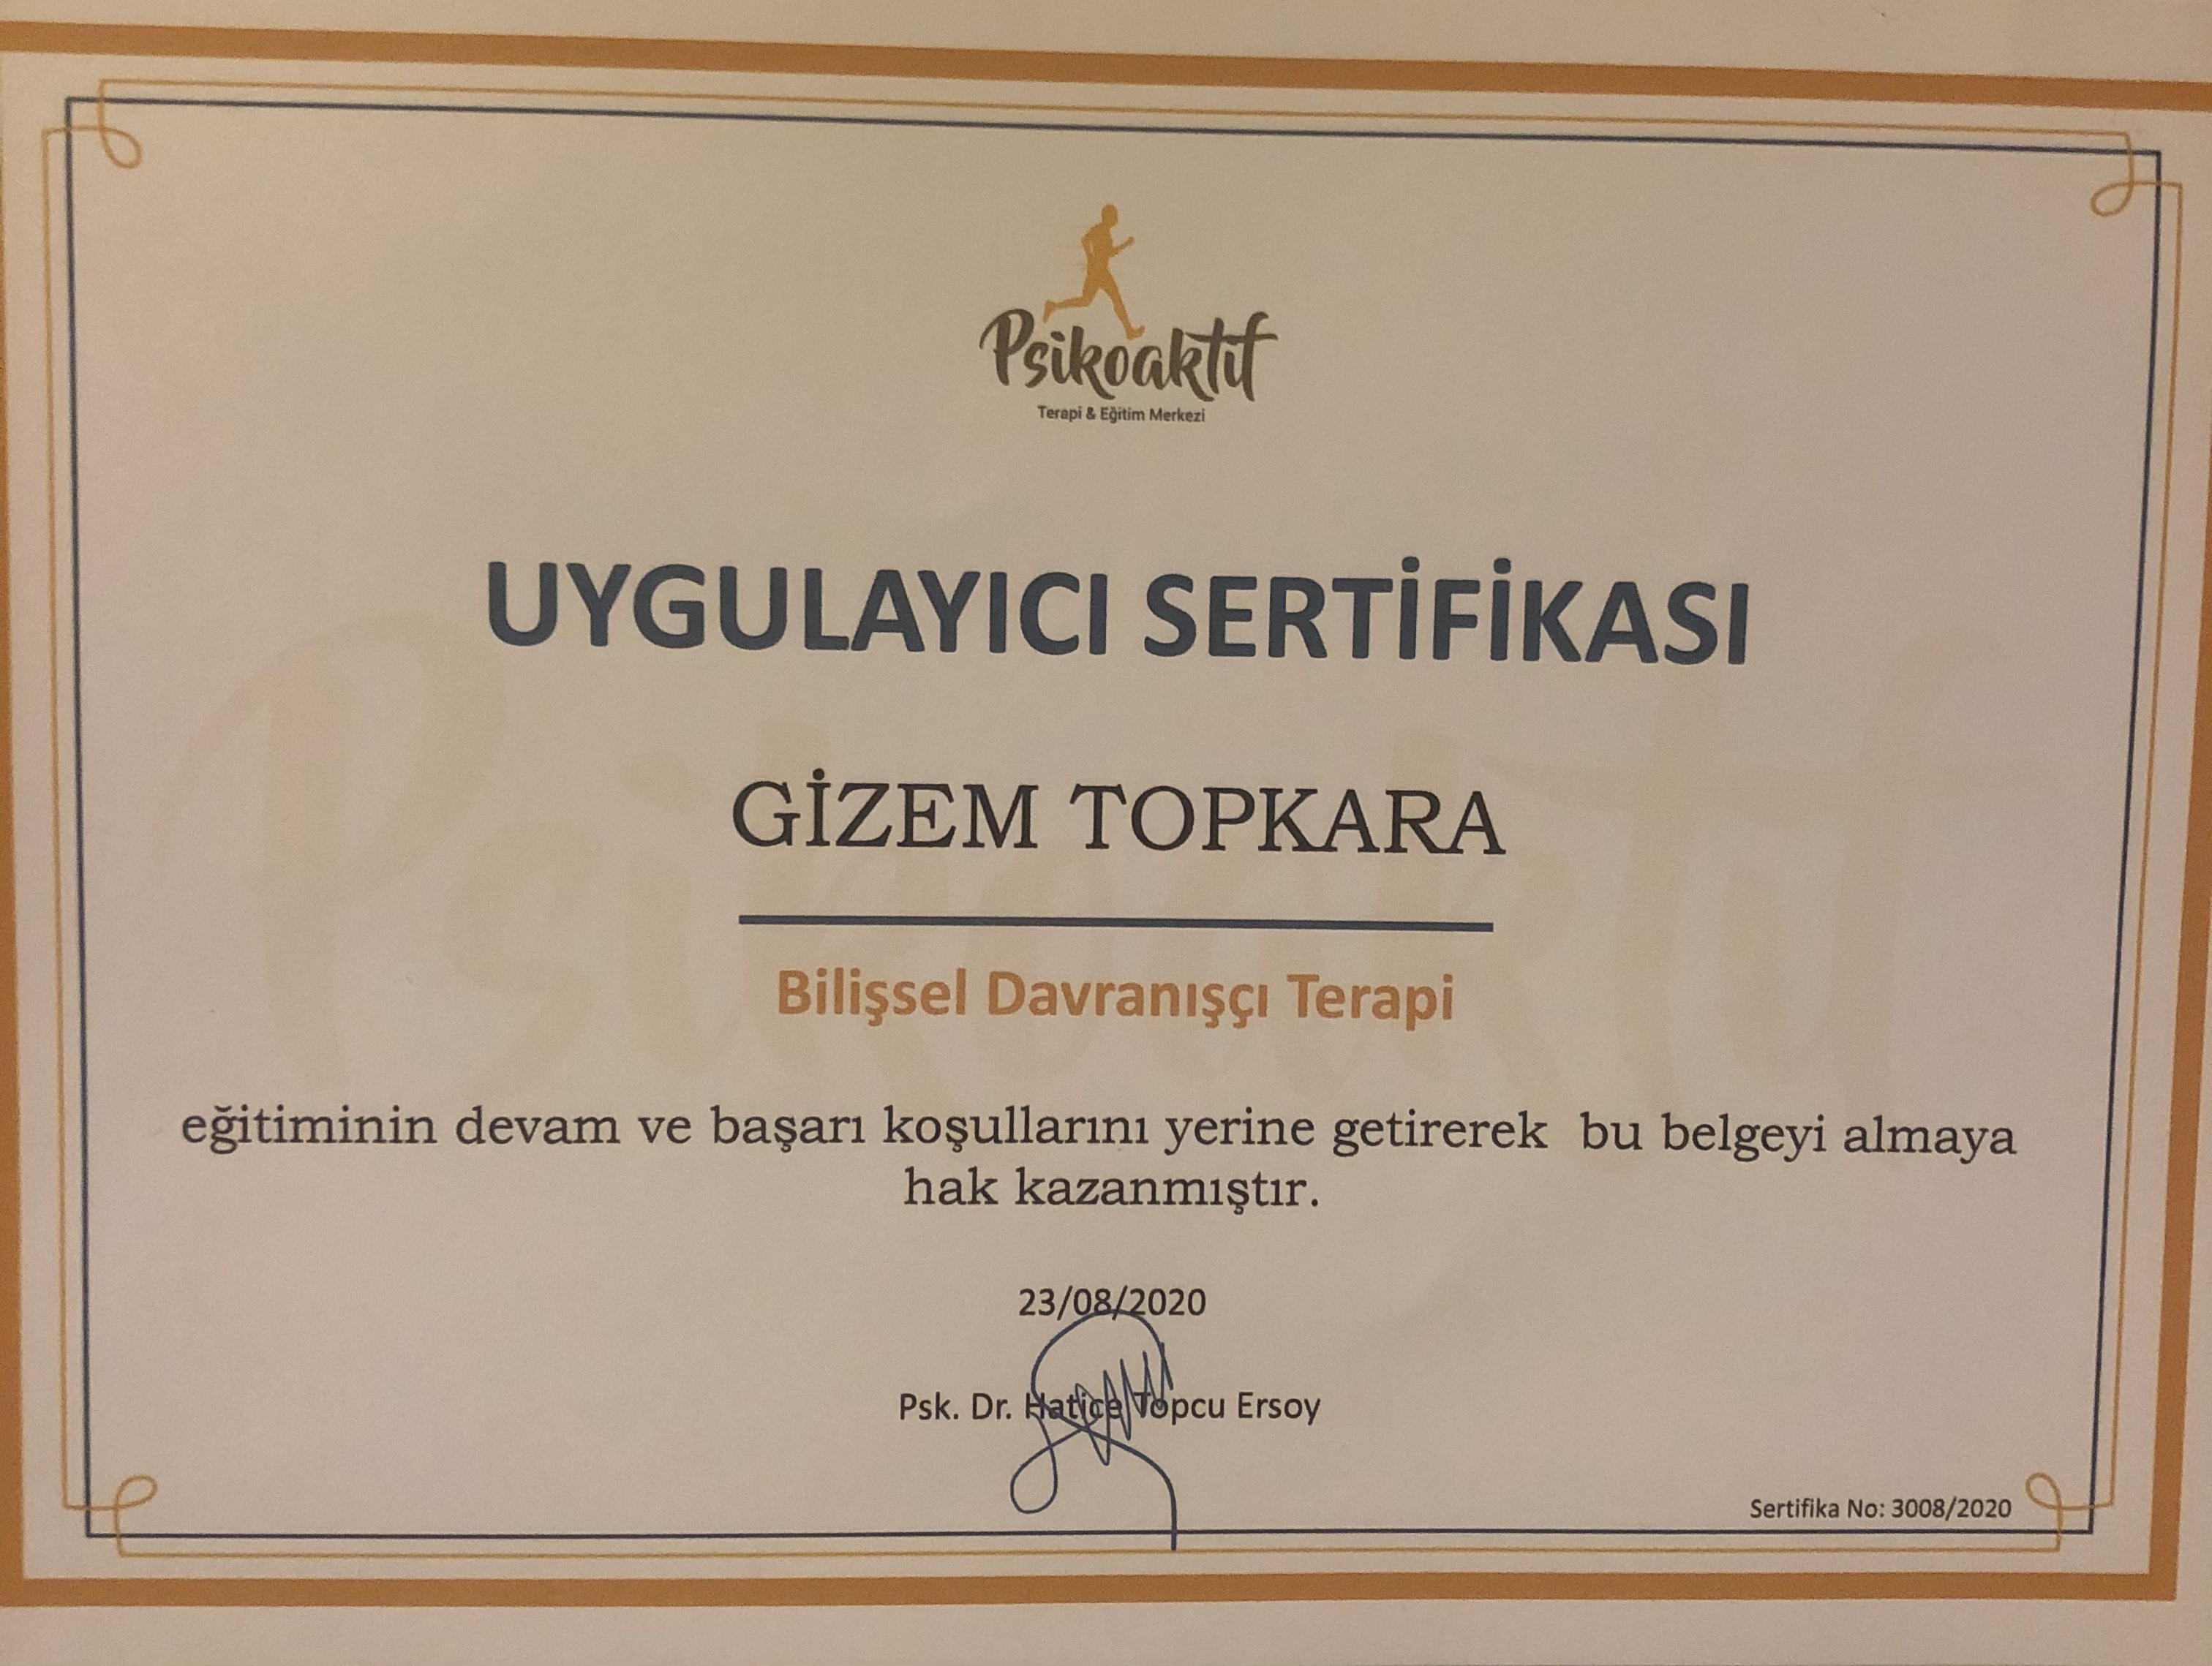 Psikoaktif
Terapi & Eğitim Merkezi
UYGULAYICI SERTİFİKASI
GİZEM TOPKARA
Bilişsel Davranışçı Terapi
eğitiminin devam ve başarı koşullarını yerine getirerek  bu belgeyi almaya
hak kazanmıştır.
23/08/2020
Psk. Dr. Hatice Topcu Ersoy
Sertifika No: 3008/2020